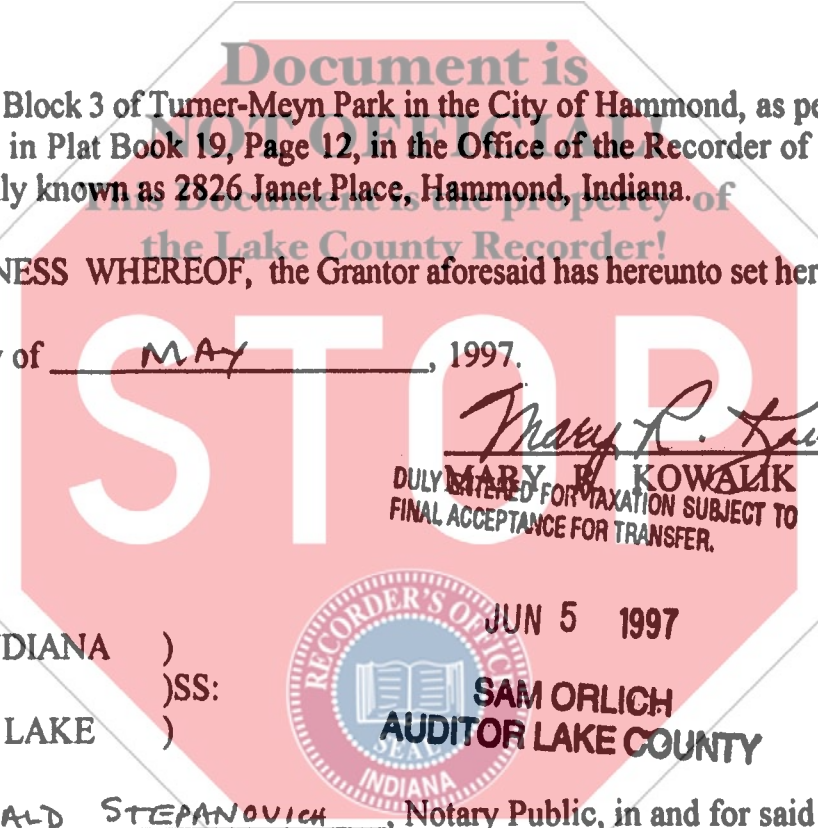 Document is
Block 3 of Turner-Meyn Park in the City of Hammond, as pe
NOT OFFICIAL!
in Plat Book 19, Page 12, in the Office of the Recorder of
ly known as 2826 Janet Place, Hammond, Indiana.
This Document is the property of
the Lake County Recorder!
NESS WHEREOF, the Grantor aforesaid has hereunto set her
STOP
of MAY, 1997.
Mary R.
MARY R. KOWALIK
DULY ENTERED FOR TAXATION SUBJECT TO
FINAL ACCEPTANCE FOR TRANSFER.
JUN 5 1997
RECORDER'S OFFICE
DIANA )
)SS:
SAM ORLICH
LAKE )
AUDITOR LAKE COUNTY
SEAL
INDIANA
ALD STEPANOVICH, Notary Public, in and for said